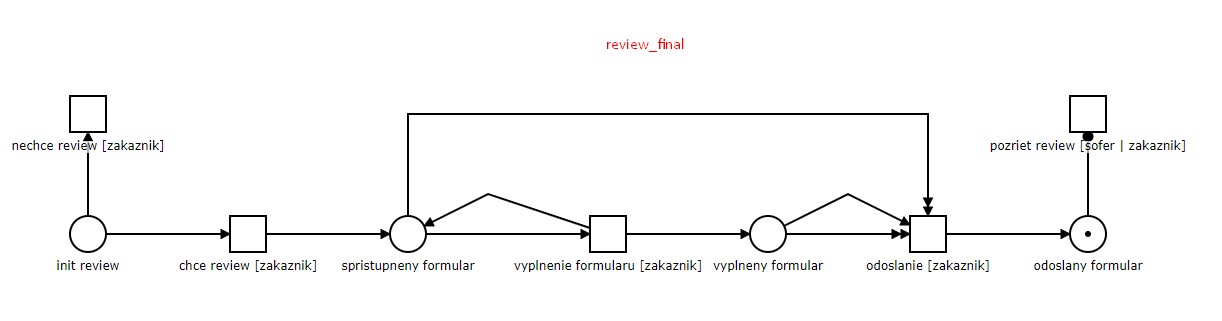 review_final
nechce review [zakaznik]
pozriet review [sofer | zakaznik]
init review
chce review [zakaznik]
spristupneny formular
vyplnenie formularu [zakaznik]
vyplneny formular
odoslanie [zakaznik]
odoslany formular